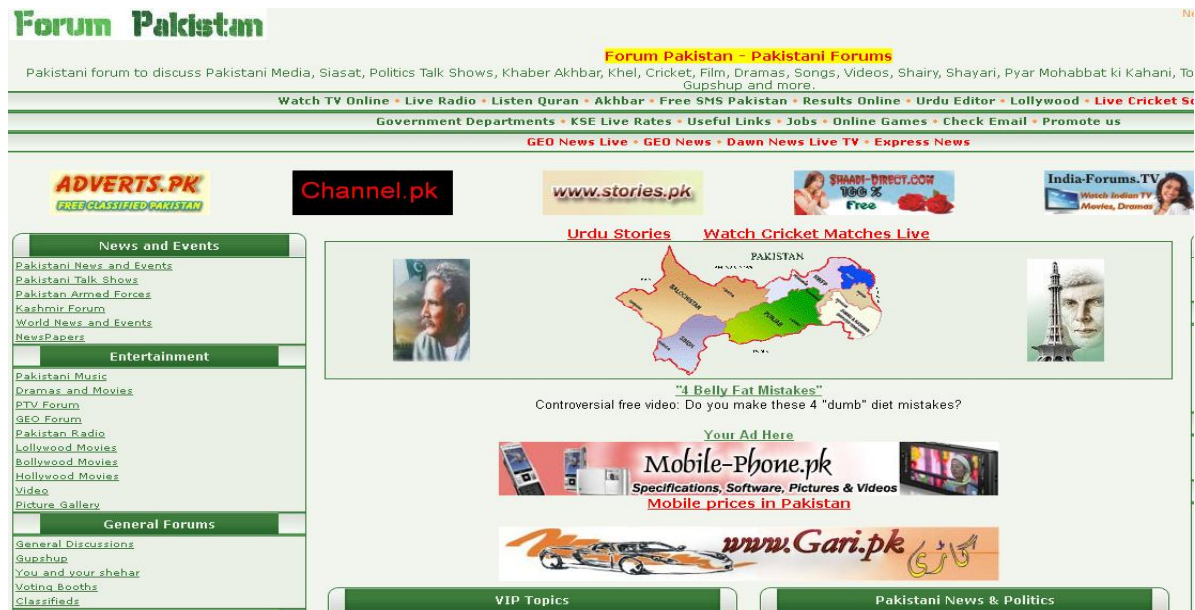 Forum Pakistan
Forum Pakistan - Pakistani Forums
Pakistani forum to discuss Pakistani Media, Siasat, Politics Talk Shows, Khaber Akhbar, Khel, Cricket, Film, Dramas, Songs, Videos, Shairy, Shayari, Pyar Mohabbat ki Kahani, To
Gupshup and more.
Watch TV Online • Live Radio • Listen Quran • Akhbar • Free SMS Pakistan • Results Online • Urdu Editor • Lollywood • Live Cricket Sc
Government Departments • KSE Live Rates • Useful Links • Jobs • Online Games • Check Email • Promote us
GEO News Live • GEO News • Dawn News Live TV • Express News
ADVERTS.PK
FREE CLASSIFIED PAKISTAN
Channel.pk
www.stories.pk
SHAADI-DIRECT.COM
100 %
Free
India-Forums.TV
Watch Indian TV
Movies, Dramas
News and Events
Pakistani News and Events
Pakistani Talk Shows
Pakistan Armed Forces
Kashmir Forum
World News and Events
NewsPapers
Entertainment
Pakistani Music
Dramas and Movies
PTV Forum
GEO Forum
Pakistan Radio
Lollywood Movies
Bollywood Movies
Hollywood Movies
Video
Picture Gallery
General Forums
General Discussions
Gupshup
You and your shehar
Voting Booths
Classifieds
Urdu Stories Watch Cricket Matches Live
PAKISTAN
BALOCHISTAN
PUNJAB
SINDH
"4 Belly Fat Mistakes"
Controversial free video: Do you make these 4 "dumb" diet mistakes?
Your Ad Here
Mobile-Phone.pk
Specifications, Software, Pictures & Videos
Mobile prices in Pakistan
www.Gari.pk گاڑی
VIP Topics
Pakistani News & Politics